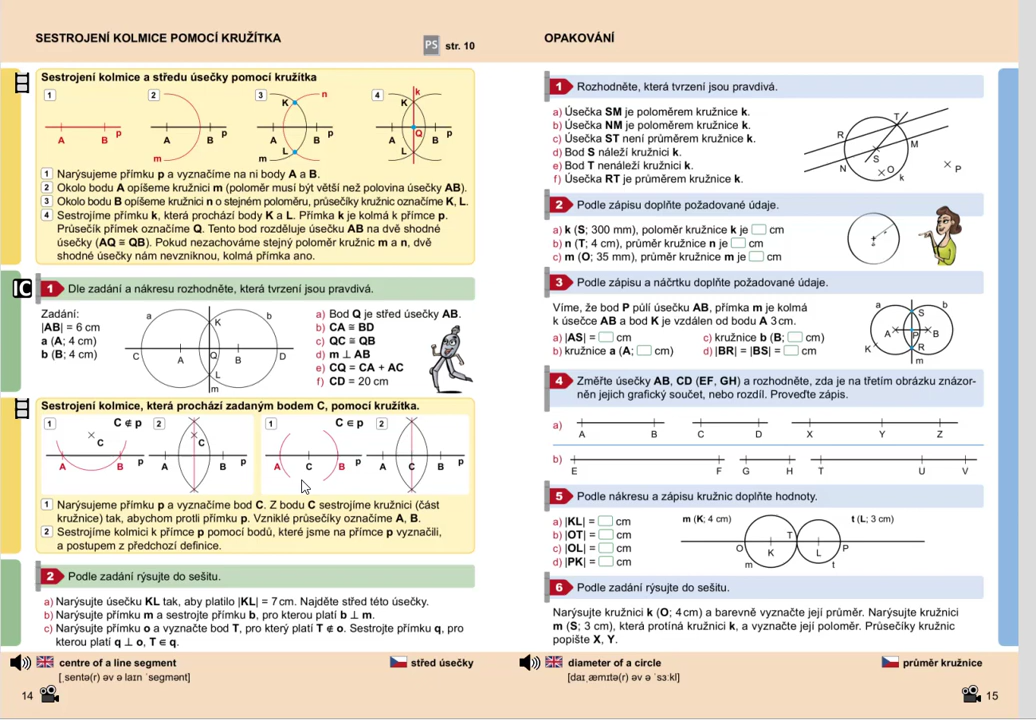 SESTROJENÍ KOLMICE POMOCÍ KRUŽÍTKA
PS str. 10
Sestrojení kolmice a středu úsečky pomocí kružítka
1 A B p
2 A B p m
3 K n A B p m L
4 k K Q p A B L
1 Narýsujeme přímku p a vyznačíme na ni body A a B.
2 Okolo bodu A opíšeme kružnici m (poloměr musí být větší než polovina úsečky AB).
3 Okolo bodu B opíšeme kružnici n o stejném poloměru, průsečíky kružnic označíme K, L.
4 Sestrojíme přímku k, která prochází body K a L. Přímka k je kolmá k přímce p.
Průsečík přímek označíme Q. Tento bod rozděluje úsečku AB na dvě shodné
úsečky (AQ ≅ QB). Pokud nezachováme stejný poloměr kružnic m a n, dvě
shodné úsečky nám nevzniknou, kolmá přímka ano.
IC
1 Dle zadání a nákresu rozhodněte, která tvrzení jsou pravdivá.
Zadání:
|AB| = 6 cm
a (A; 4 cm)
b (B; 4 cm)
a K b
C A Q B D
L m
a) Bod Q je střed úsečky AB.
b) CA ≅ BD
c) QC ≅ QB
d) m ⊥ AB
e) CQ = CA + AC
f) CD = 20 cm
Sestrojení kolmice, která prochází zadaným bodem C, pomocí kružítka.
1 C ∉ p C A B p
2 C A B p
1 C ∈ p A C B p
2 A C B p
1 Narýsujeme přímku p a vyznačíme bod C. Z bodu C sestrojíme kružnici (část
kružnice) tak, abychom protli přímku p. Vzniklé průsečíky označíme A, B.
2 Sestrojíme kolmici k přímce p pomocí bodů, které jsme na přímce p vyznačili,
a postupem z předchozí definice.
2 Podle zadání rýsujte do sešitu.
a) Narýsujte úsečku KL tak, aby platilo |KL| = 7 cm. Najděte střed této úsečky.
b) Narýsujte přímku m a sestrojte přímku b, pro kterou platí b ⊥ m.
c) Narýsujte přímku o a vyznačte bod T, pro který platí T ∉ o. Sestrojte přímku q, pro
kterou platí q ⊥ o, T ∈ q.
centre of a line segment
střed úsečky
[ˌsentə(r) əv ə laɪn ˈsegmənt]
14
OPAKOVÁNÍ
1 Rozhodněte, která tvrzení jsou pravdivá.
a) Úsečka SM je poloměrem kružnice k.
b) Úsečka NM je poloměrem kružnice k.
c) Úsečka ST není průměrem kružnice k.
d) Bod S náleží kružnici k.
e) Bod T nenáleží kružnici k.
f) Úsečka RT je průměrem kružnice k.
T
R M
S
N O P
k
2 Podle zápisu doplňte požadované údaje.
a) k (S; 300 mm), poloměr kružnice k je cm
b) n (T; 4 cm), průměr kružnice n je cm
c) m (O; 35 mm), průměr kružnice m je cm
3 Podle zápisu a náčrtku doplňte požadované údaje.
Víme, že bod P půlí úsečku AB, přímka m je kolmá
k úsečce AB a bod K je vzdálen od bodu A 3 cm.
a) |AS| = cm c) kružnice b (B; cm)
b) kružnice a (A; cm) d) |BR| = |BS| = cm
a b
S
A P B
K R
m
4 Změřte úsečky AB, CD (EF, GH) a rozhodněte, zda je na třetím obrázku znázor-
něn jejich grafický součet, nebo rozdíl. Proveďte zápis.
a) A B C D X Y Z
b) E F G H T U V
5 Podle nákresu a zápisu kružnic doplňte hodnoty.
a) |KL| = cm
b) |OT| = cm
c) |OL| = cm
d) |PK| = cm
m (K; 4 cm) t (L; 3 cm)
T
O K L P
m t
6 Podle zadání rýsujte do sešitu.
Narýsujte kružnici k (O; 4 cm) a barevně vyznačte její průměr. Narýsujte kružnici
m (S; 3 cm), která protíná kružnici k, a vyznačte její poloměr. Průsečíky kružnic
popište X, Y.
diameter of a circle
průměr kružnice
[daɪˌæmɪtə(r) əv ə ˈsɜːkl]
15